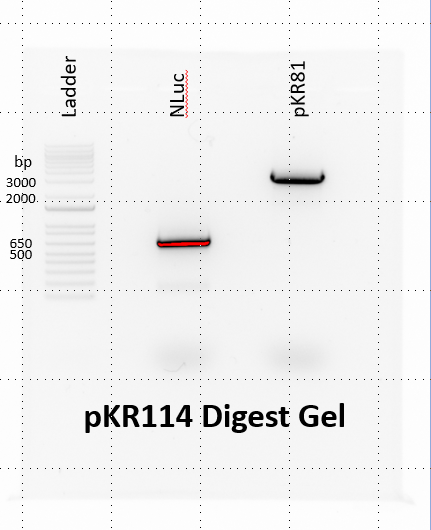 Ladder
NLuc
pKR81
bp
3000
2000
650
500
pKR114 Digest Gel